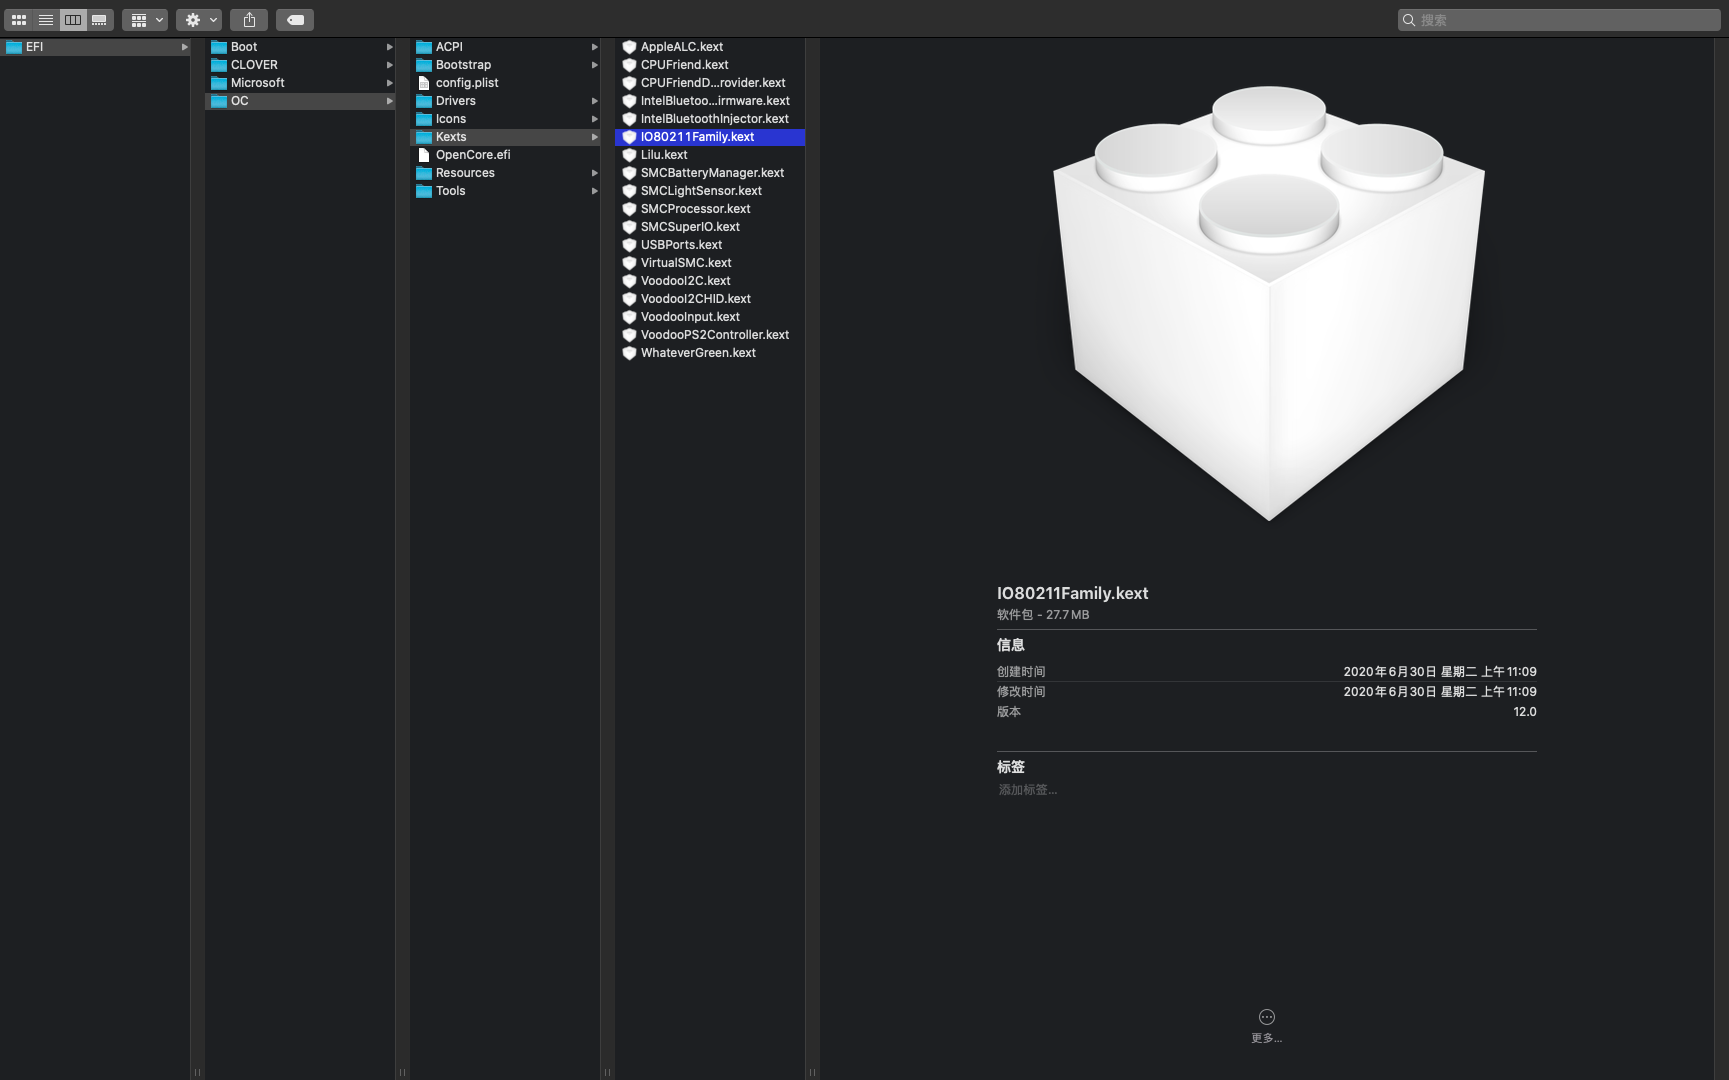 搜索
EFI
Boot
CLOVER
Microsoft
OC
ACPI
Bootstrap
config.plist
Drivers
Icons
Kexts
OpenCore.efi
Resources
Tools
AppleALC.kext
CPUFriend.kext
CPUFriendD...rovider.kext
IntelBluetoo...irmware.kext
IntelBluetoothInjector.kext
IO80211Family.kext
Lilu.kext
SMCBatteryManager.kext
SMCLightSensor.kext
SMCProcessor.kext
SMCSuperIO.kext
USBPorts.kext
VirtualSMC.kext
VoodooI2C.kext
VoodooI2CHID.kext
VoodooInput.kext
VoodooPS2Controller.kext
WhateverGreen.kext
IO80211Family.kext
软件包 - 27.7 MB
信息
创建时间 2020年6月30日 星期二 上午11:09
修改时间 2020年6月30日 星期二 上午11:09
版本 12.0
标签
添加标签...
更多...